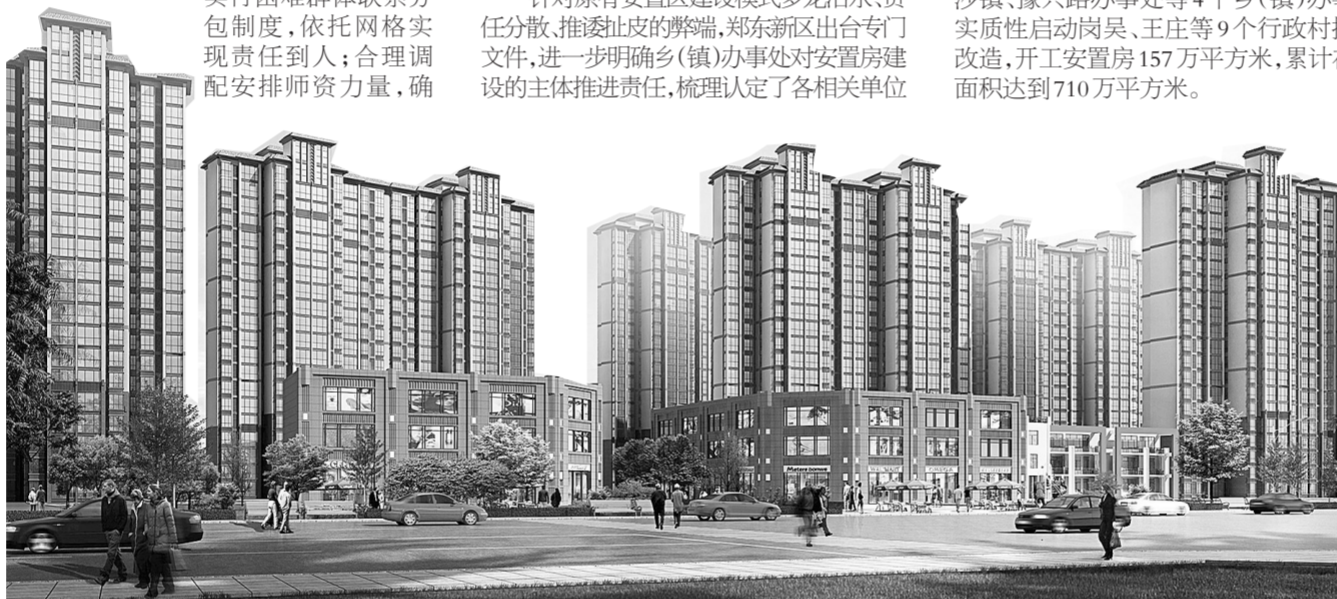 包制度,依托网格实
现责任到人;合理调
配安排师资力量,确
任分散、推诿扯皮的弊端,郑东新区出台专门
文件,进一步明确乡(镇)办事处对安置房建
设的主体推进责任,梳理认定了各相关单位
实质性启动岗吴、王庄等9个行政村
改造,开工安置房157万平方米,累计
面积达到710万平方米。